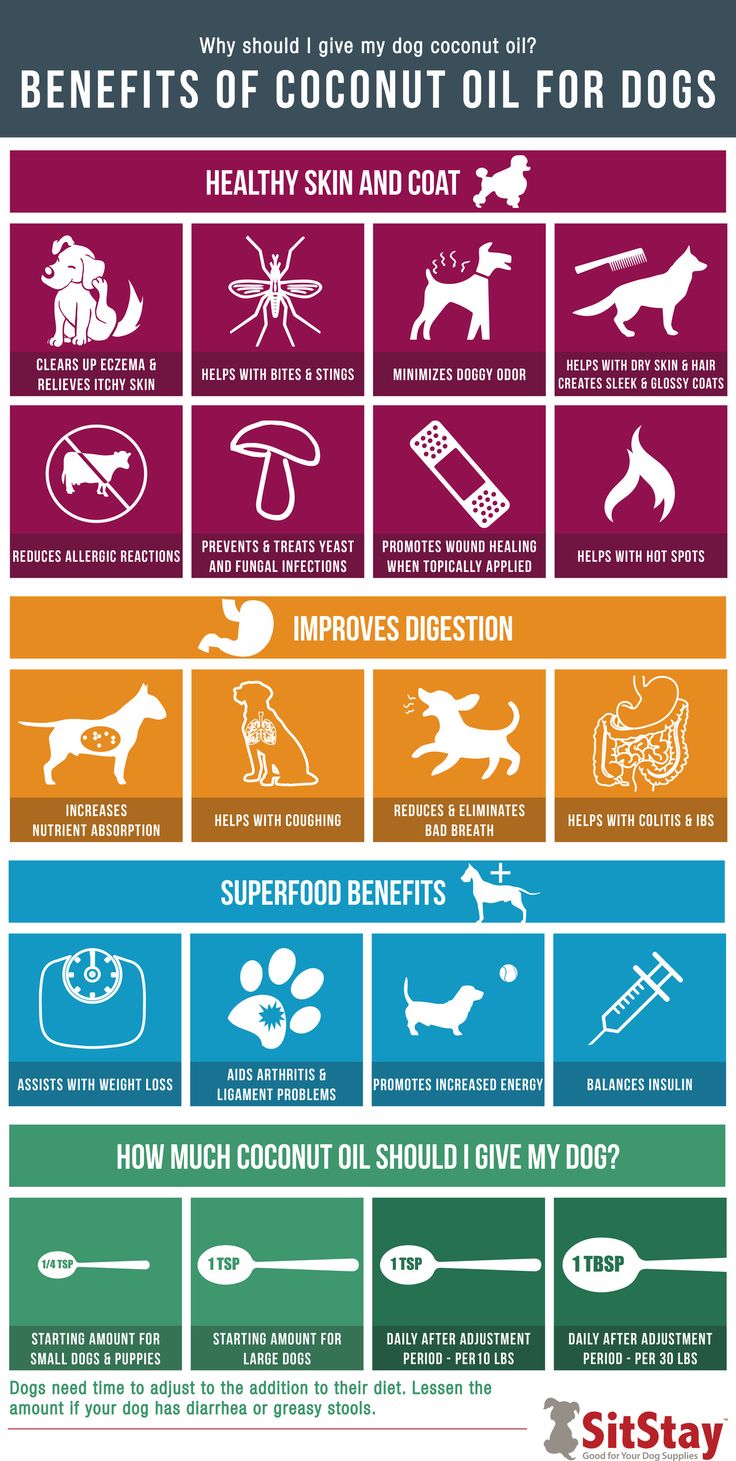 Why should I give my dog coconut oil?
BENEFITS OF COCONUT OIL FOR DOGS
HEALTHY SKIN AND COAT
CLEARS UP ECZEMA &
RELIEVES ITCHY SKIN
HELPS WITH BITES & STINGS
MINIMIZES DOGGY ODOR
HELPS WITH DRY SKIN & HAIR
CREATES SLEEK & GLOSSY COATS
REDUCES ALLERGIC REACTIONS
PREVENTS & TREATS YEAST
AND FUNGAL INFECTIONS
PROMOTES WOUND HEALING
WHEN TOPICALLY APPLIED
HELPS WITH HOT SPOTS
IMPROVES DIGESTION
INCREASES
NUTRIENT ABSORPTION
HELPS WITH COUGHING
REDUCES & ELIMINATES
BAD BREATH
HELPS WITH COLITIS & IBS
SUPERFOOD BENEFITS
ASSISTS WITH WEIGHT LOSS
AIDS ARTHRITIS &
LIGAMENT PROBLEMS
PROMOTES INCREASED ENERGY
BALANCES INSULIN
HOW MUCH COCONUT OIL SHOULD I GIVE MY DOG?
1/4 TSP
STARTING AMOUNT FOR
SMALL DOGS & PUPPIES
1 TSP
STARTING AMOUNT FOR
LARGE DOGS
1 TSP
DAILY AFTER ADJUSTMENT
PERIOD - PER 10 LBS
1 TBSP
DAILY AFTER ADJUSTMENT
PERIOD - PER 30 LBS
Dogs need time to adjust to the addition to their diet. Lessen the
amount if your dog has diarrhea or greasy stools.
SitStay™
Good for Your Dog Supplies